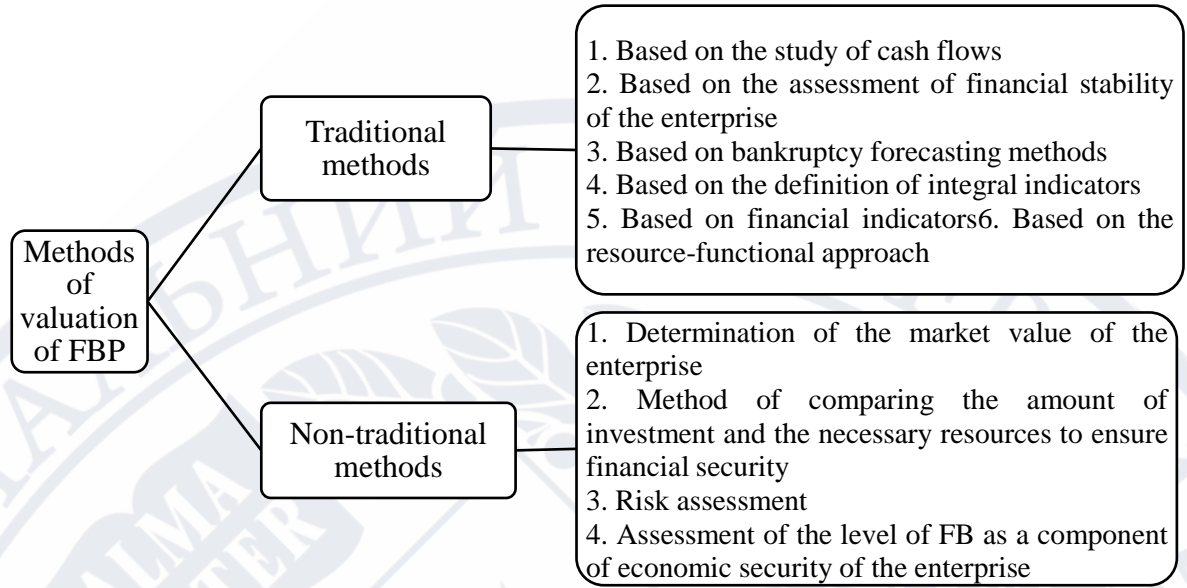 Methods
of
valuation
of FBP
Traditional
methods
1. Based on the study of cash flows
2. Based on the assessment of financial stability
of the enterprise
3. Based on bankruptcy forecasting methods
4. Based on the definition of integral indicators
5. Based on financial indicators6. Based on the
resource-functional approach
Non-traditional
methods
1. Determination of the market value of the
enterprise
2. Method of comparing the amount of
investment and the necessary resources to ensure
financial security
3. Risk assessment
4. Assessment of the level of FB as a component
of economic security of the enterprise
ALMA